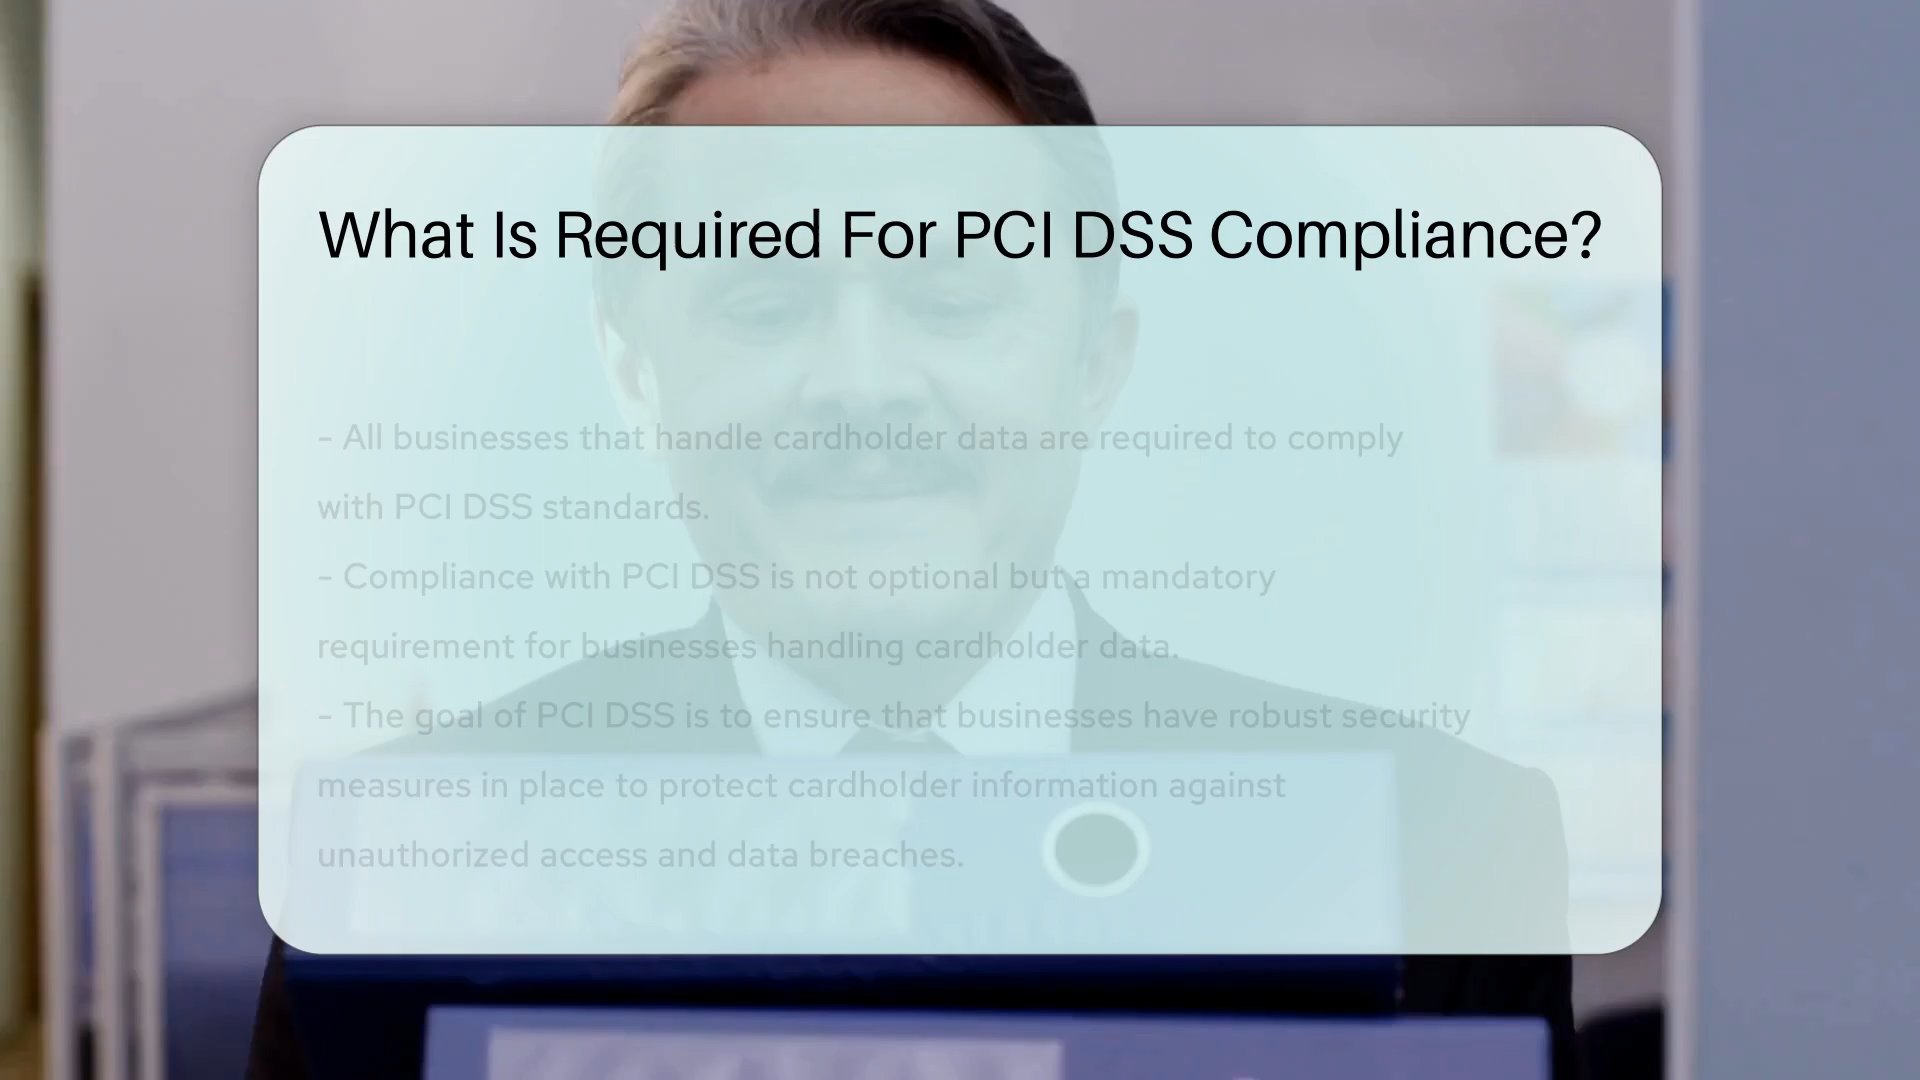 What Is Required For PCI DSS Compliance?
- All businesses that handle cardholder data are required to comply
with PCI DSS standards.
- Compliance with PCI DSS is not optional but a mandatory
requirement for businesses handling cardholder data.
- The goal of PCI DSS is to ensure that businesses have robust security
measures in place to protect cardholder information against
unauthorized access and data breaches.